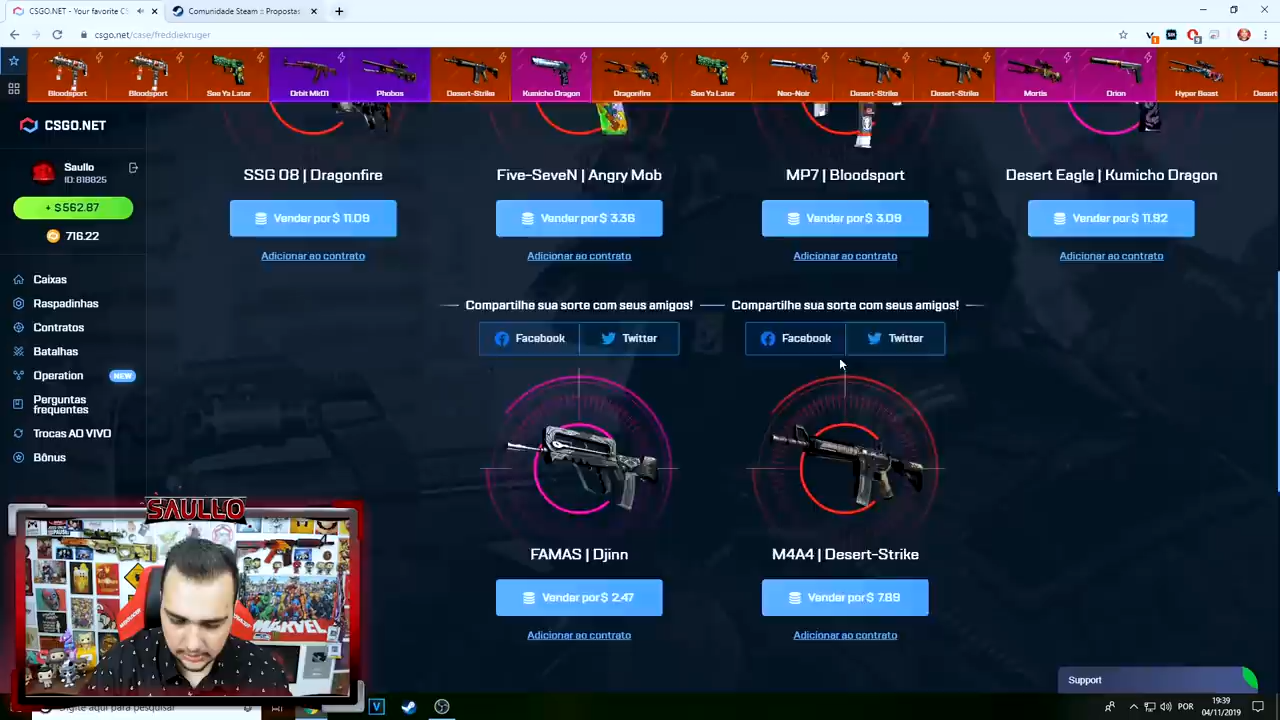 CSGO.NET - Your favorite CS
Comunidade Steam :: Propostas
csgo.net/case/freddiekruger
Bloodsport
Bloodsport
See Ya Later
Orbit Mk01
Phobos
Desert-Strike
Kumicho Dragon
Dragonfire
See Ya Later
Neo-Noir
Desert-Strike
Desert-Strike
Mortis
Orion
Hyper Beast
Desert
CSGO.NET
Saullo
ID: 818825
+ $562.87
716.22
Caixas
Raspadinhas
Contratos
Batalhas
Operation NEW
Perguntas
frequentes
Trocas AO VIVO
Bônus
SSG 08 | Dragonfire
Five-SeveN | Angry Mob
MP7 | Bloodsport
Desert Eagle | Kumicho Dragon
Vender por $ 11.09
Vender por $ 3.36
Vender por $ 3.09
Vender por $ 11.92
Adicionar ao contrato
Adicionar ao contrato
Adicionar ao contrato
Adicionar ao contrato
Compartilhe sua sorte com seus amigos!
Compartilhe sua sorte com seus amigos!
Facebook
Twitter
Facebook
Twitter
FAMAS | Djinn
M4A4 | Desert-Strike
Vender por $ 2.47
Vender por $ 7.89
Adicionar ao contrato
Adicionar ao contrato
SAULLO
MARVEL
Support
Digite aqui para pesquisar
POR
19:39
04/11/2019